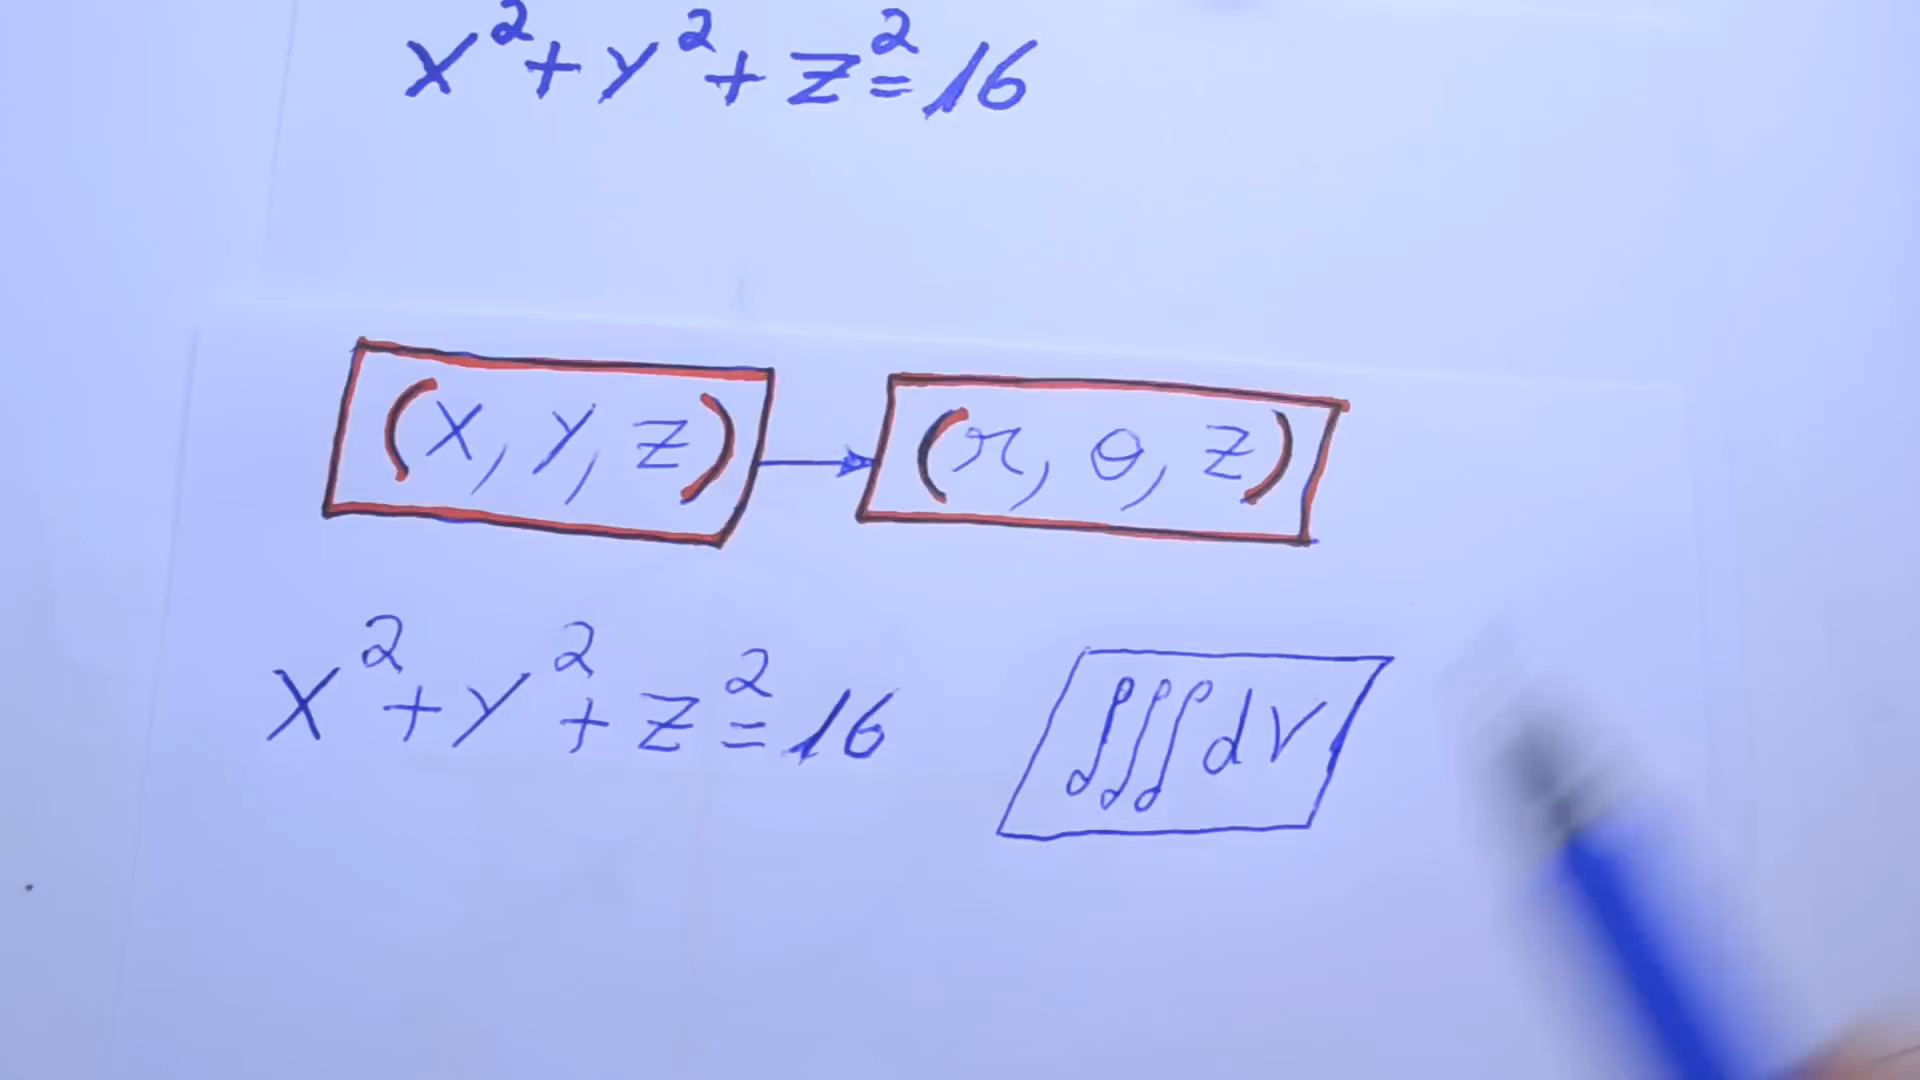 x²+y²+z²=16
(x, y, z) → (r, θ, z)
x²+y²+z²=16 ∭dV